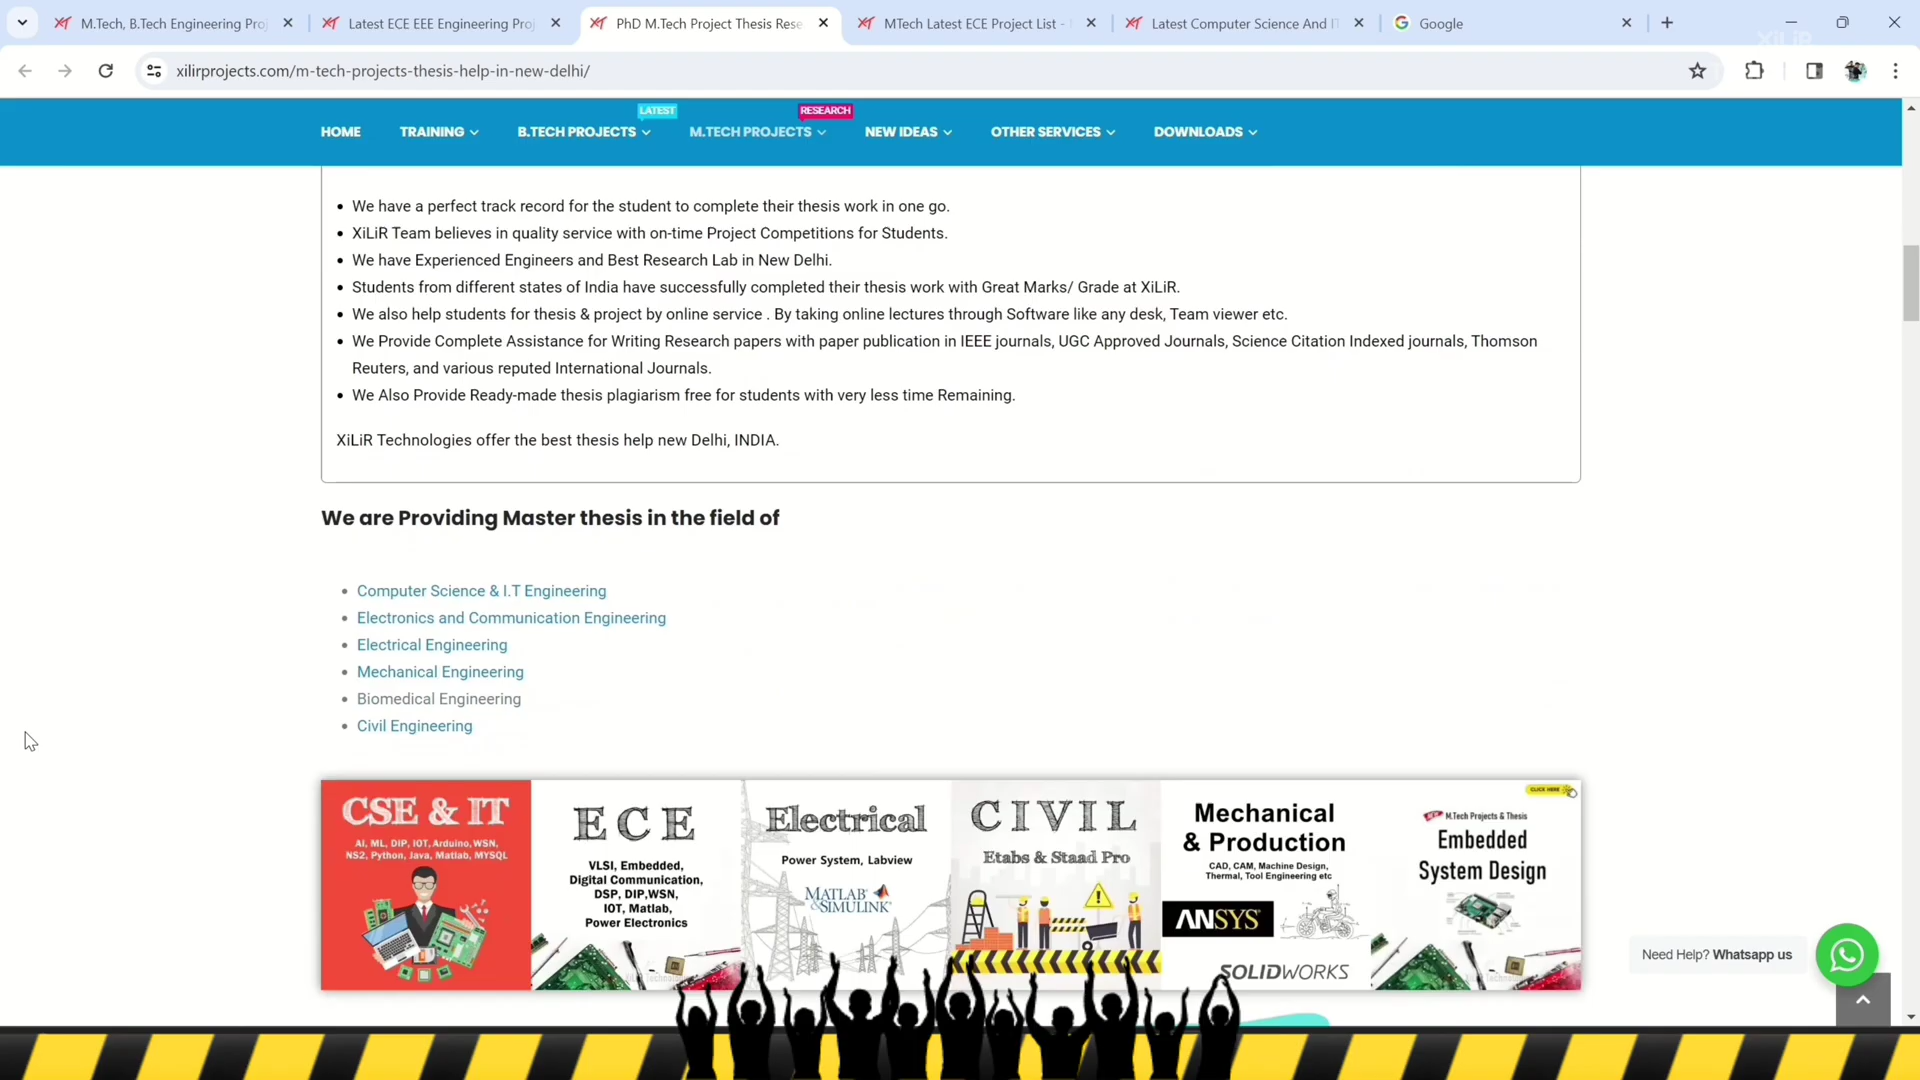 M.Tech, B.Tech Engineering Proj
Latest ECE EEE Engineering Proj
PhD M.Tech Project Thesis Rese
MTech Latest ECE Project List -
Latest Computer Science And IT
Google
XiLiR
xilirprojects.com/m-tech-projects-thesis-help-in-new-delhi/
LATEST
RESEARCH
HOME
TRAINING
B.TECH PROJECTS
M.TECH PROJECTS
NEW IDEAS
OTHER SERVICES
DOWNLOADS
We have a perfect track record for the student to complete their thesis work in one go.
XiLiR Team believes in quality service with on-time Project Competitions for Students.
We have Experienced Engineers and Best Research Lab in New Delhi.
Students from different states of India have successfully completed their thesis work with Great Marks/ Grade at XiLiR.
We also help students for thesis & project by online service . By taking online lectures through Software like any desk, Team viewer etc.
We Provide Complete Assistance for Writing Research papers with paper publication in IEEE journals, UGC Approved Journals, Science Citation Indexed journals, Thomson
Reuters, and various reputed International Journals.
We Also Provide Ready-made thesis plagiarism free for students with very less time Remaining.
XiLiR Technologies offer the best thesis help new Delhi, INDIA.
We are Providing Master thesis in the field of
Computer Science & I.T Engineering
Electronics and Communication Engineering
Electrical Engineering
Mechanical Engineering
Biomedical Engineering
Civil Engineering
CSE & IT
AI, ML, DIP, IOT, Arduino, WSN,
NS2, Python, Java, Matlab, MYSQL
ECE
VLSI, Embedded,
Digital Communication,
DSP, DIP,WSN,
IOT, Matlab,
Power Electronics
Electrical
Power System, Labview
MATLAB
&SIMULINK
CIVIL
Etabs & Staad Pro
Mechanical
& Production
CAD, CAM, Machine Design,
Thermal, Tool Engineering etc
ANSYS
SOLIDWORKS
CLICK HERE
M.Tech Projects & Thesis
Embedded
System Design
Need Help? Whatsapp us